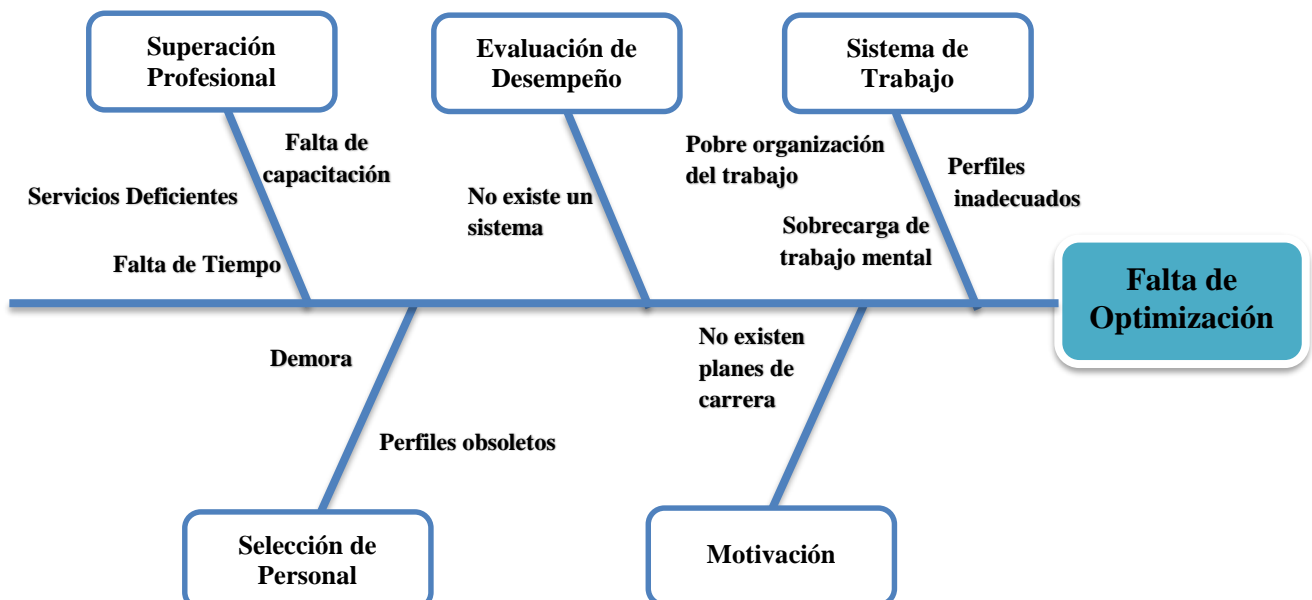 Superación
Profesional
Evaluación de
Desempeño
Sistema de
Trabajo
Falta de
capacitación
Servicios Deficientes
Falta de Tiempo
No existe un
sistema
Pobre organización
del trabajo
Sobrecarga de
trabajo mental
Perfiles
inadecuados
Falta de
Optimización
Demora
Perfiles obsoletos
No existen
planes de
carrera
Selección de
Personal
Motivación